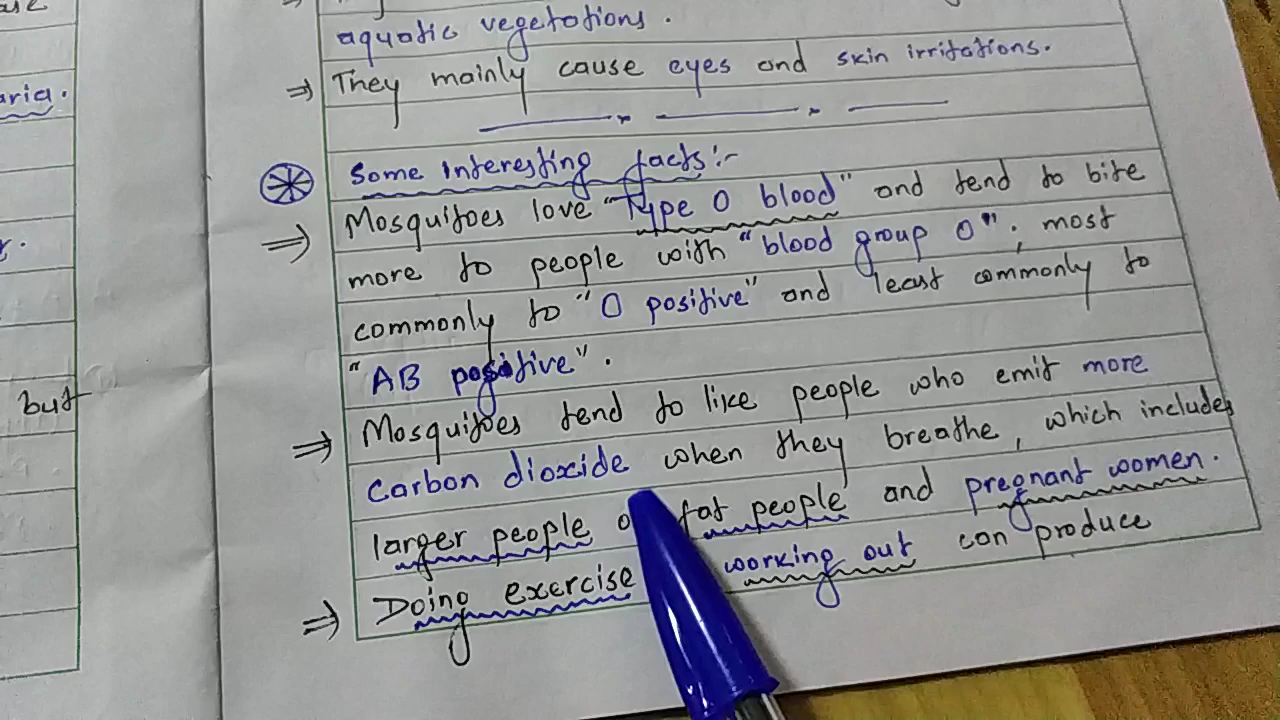 aria.
but
aquatic vegetations.
⇒ They mainly cause eyes and skin irritations.
Some Interesting facts:-
⇒ Mosquitoes love "Type O blood" and tend to bite
more to people with "blood group O"; most
commonly to "O positive" and least commonly to
"AB positive".
⇒ Mosquitoes tend to like people who emit more
carbon dioxide when they breathe, which includes
larger people fat people and pregnant women.
⇒ Doing exercise working out can produce